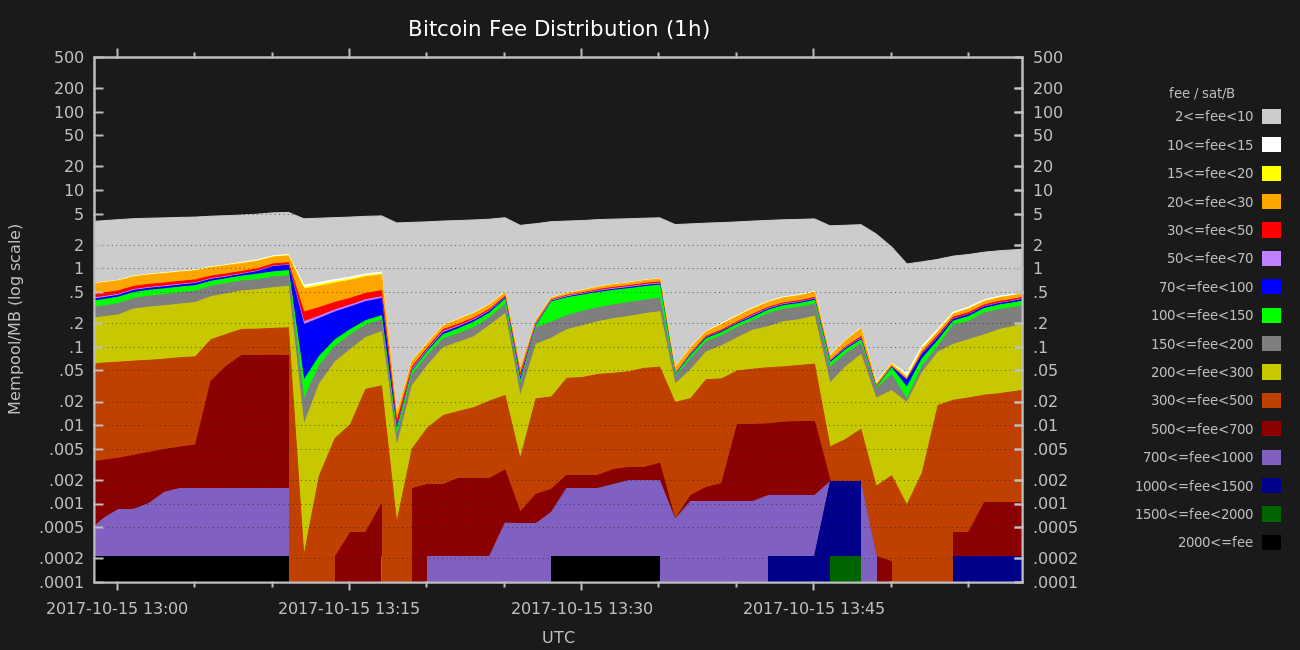 Bitcoin Fee Distribution (1h)
Mempool/MB (log scale)
500
200
100
50
20
10
5
2
1
.5
.2
.1
.05
.02
.01
.005
.002
.001
.0005
.0002
.0001
500
200
100
50
20
10
5
2
1
.5
.2
.1
.05
.02
.01
.005
.002
.001
.0005
.0002
.0001
2017-10-15 13:00
2017-10-15 13:15
2017-10-15 13:30
2017-10-15 13:45
UTC
fee / sat/B
2<=fee<10
10<=fee<15
15<=fee<20
20<=fee<30
30<=fee<50
50<=fee<70
70<=fee<100
100<=fee<150
150<=fee<200
200<=fee<300
300<=fee<500
500<=fee<700
700<=fee<1000
1000<=fee<1500
1500<=fee<2000
2000<=fee